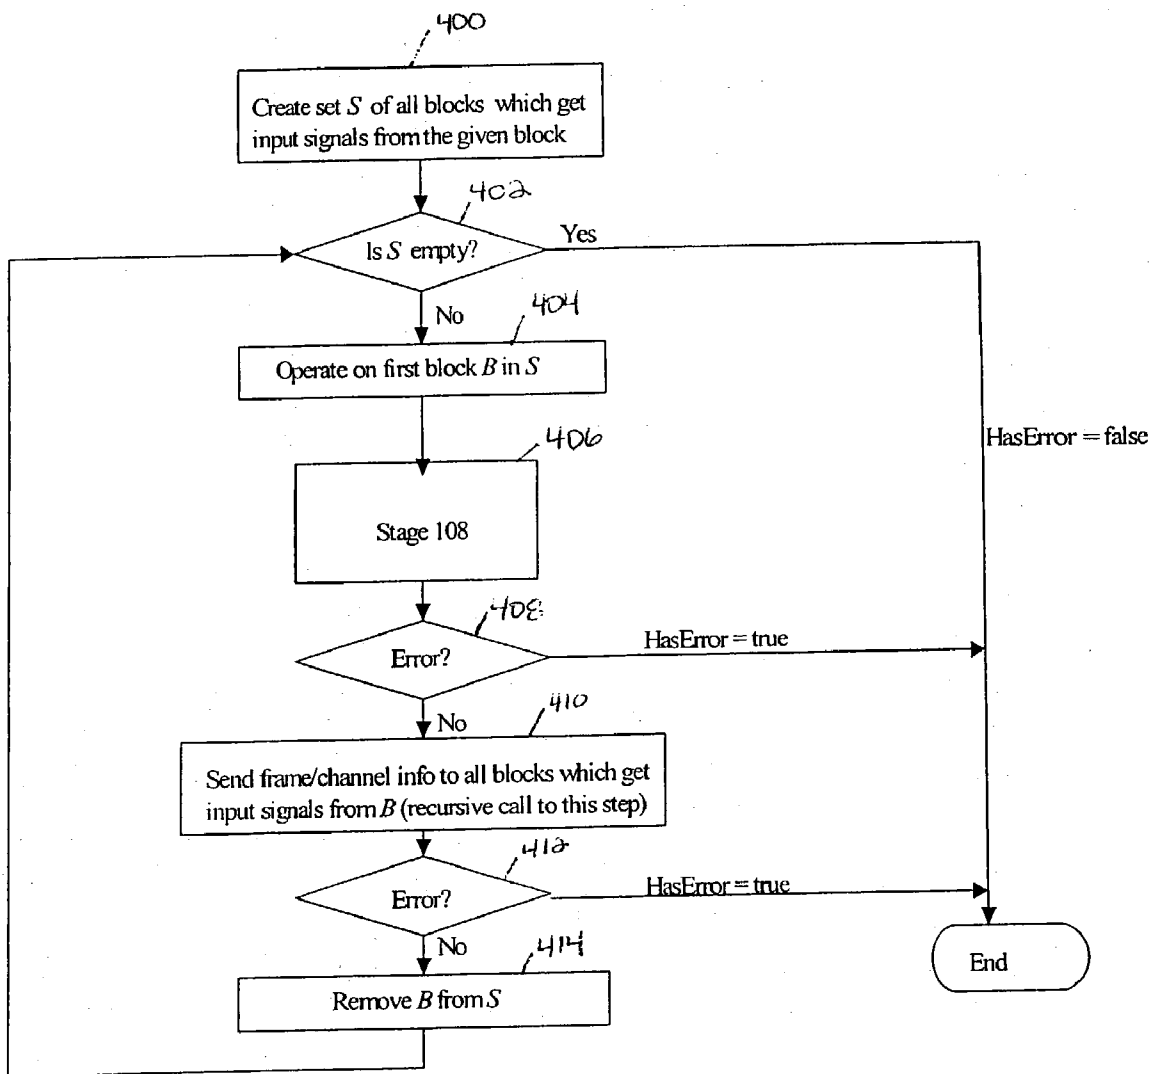 400
Create set S of all blocks which get
input signals from the given block
402
Is S empty?
Yes
No
404
Operate on first block B in S
406
HasError = false
Stage 108
408
Error?
HasError = true
No
410
Send frame/channel info to all blocks which get
input signals from B (recursive call to this step)
412
Error?
HasError = true
No
414
End
Remove B from S